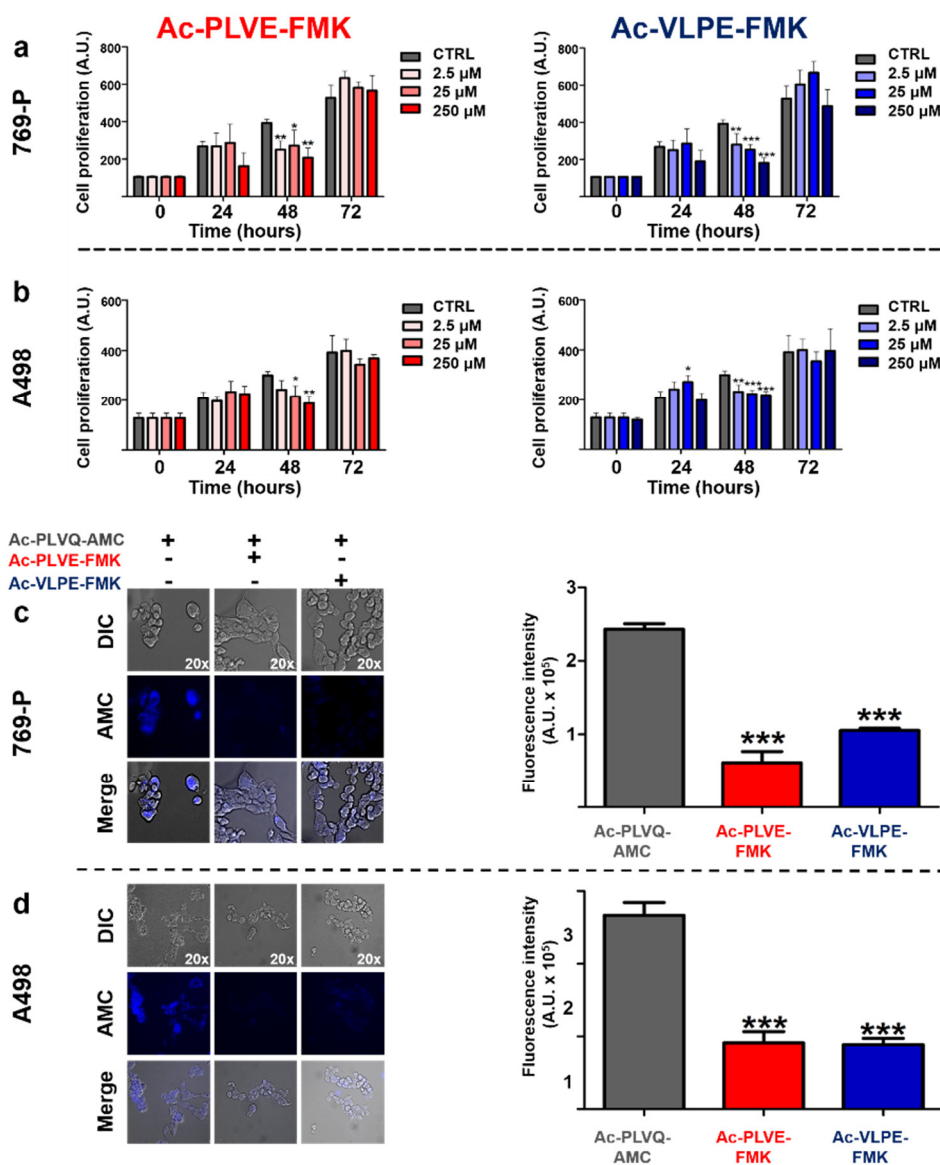 Ac-PLVE-FMK
Ac-VLPE-FMK
a
769-P
Cell proliferation (A.U.)
600
400
200
0 24 48 72
Time (hours)
** * **
CTRL
2.5 µM
25 µM
250 µM
Cell proliferation (A.U.)
600
400
200
0 24 48 72
Time (hours)
** *** ***
CTRL
2.5 µM
25 µM
250 µM
b
A498
Cell proliferation (A.U.)
600
400
200
0 24 48 72
Time (hours)
* **
CTRL
2.5 µM
25 µM
250 µM
Cell proliferation (A.U.)
600
400
200
0 24 48 72
Time (hours)
* ** *** ***
CTRL
2.5 µM
25 µM
250 µM
Ac-PLVQ-AMC + + +
Ac-PLVE-FMK - + -
Ac-VLPE-FMK - - +
c
769-P
DIC
20x 20x 20x
AMC
Merge
Fluorescence intensity
(A.U. x 10⁵)
3
2
1
*** ***
Ac-PLVQ- Ac-PLVE- Ac-VLPE-
AMC FMK FMK
d
A498
DIC
20x 20x 20x
AMC
Merge
Fluorescence intensity
(A.U. x 10⁵)
3
2
1
*** ***
Ac-PLVQ- Ac-PLVE- Ac-VLPE-
AMC FMK FMK